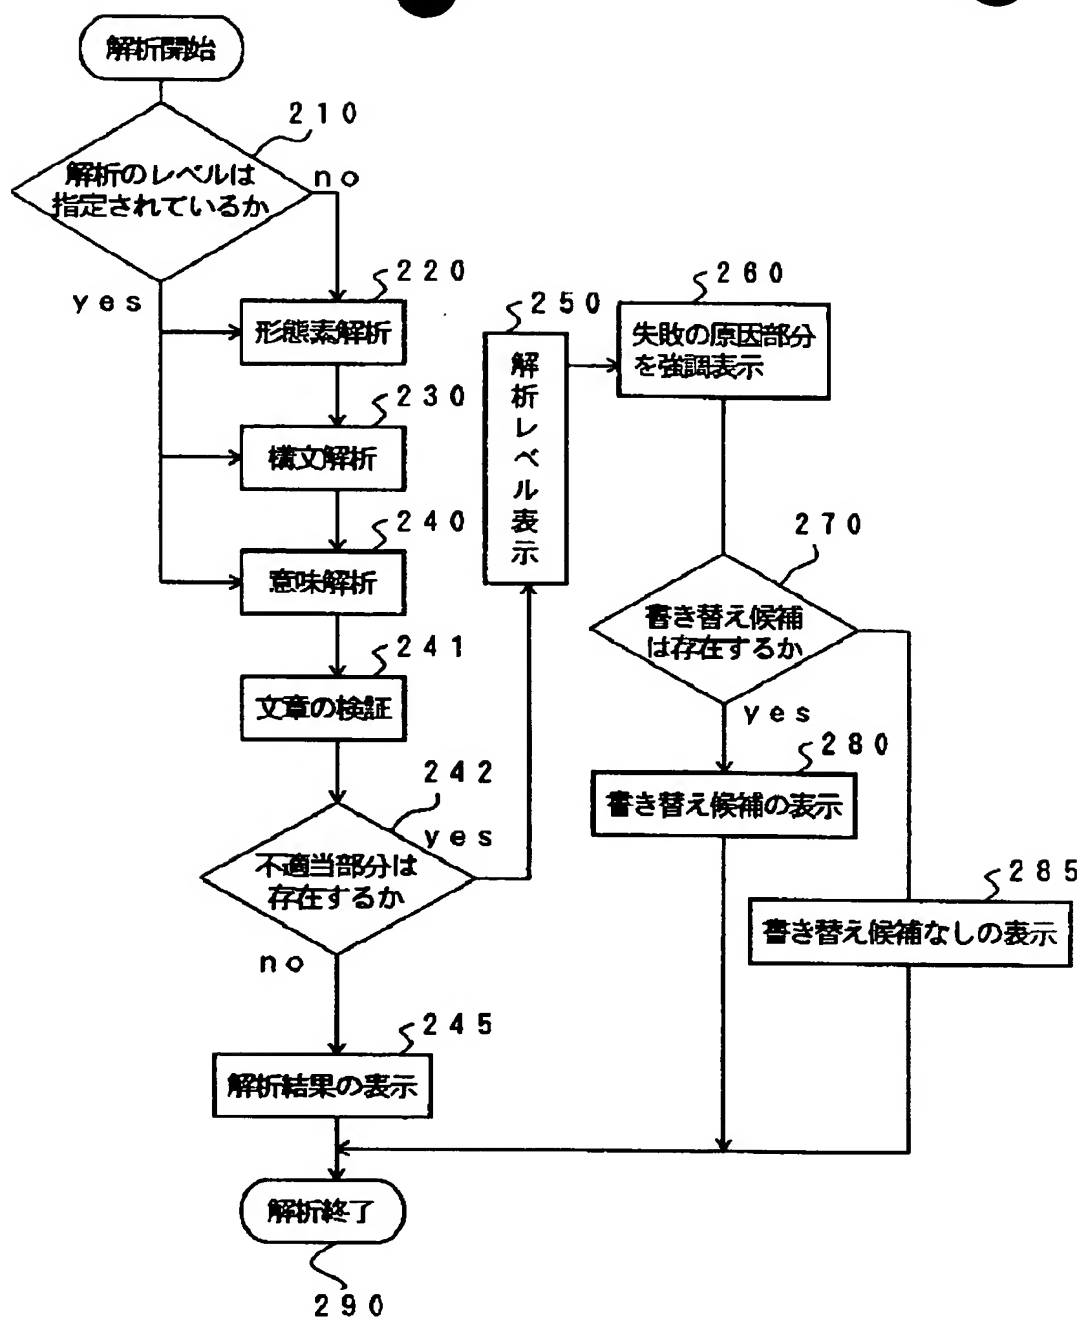 解析開始
210
解析のレベルは
指定されているか
no
yes
220
形態素解析
230
構文解析
240
意味解析
241
文章の検証
242
不適当部分は
存在するか
yes
no
245
解析結果の表示
解析終了
290
250
解析レベル表示
260
失敗の原因部分
を強調表示
270
書き替え候補
は存在するか
yes
280
書き替え候補の表示
285
書き替え候補なしの表示